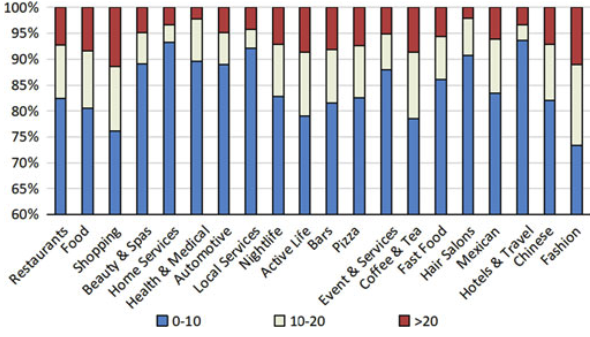 100%
95%
90%
85%
80%
75%
70%
65%
60%
Restaurants
Food
Shopping
Beauty & Spas
Home Services
Health & Medical
Automotive
Local Services
Nightlife
Active Life
Bars
Pizza
Event & Services
Coffee & Tea
Fast Food
Hair Salons
Mexican
Hotels & Travel
Chinese
Fashion
0-10
10-20
>20